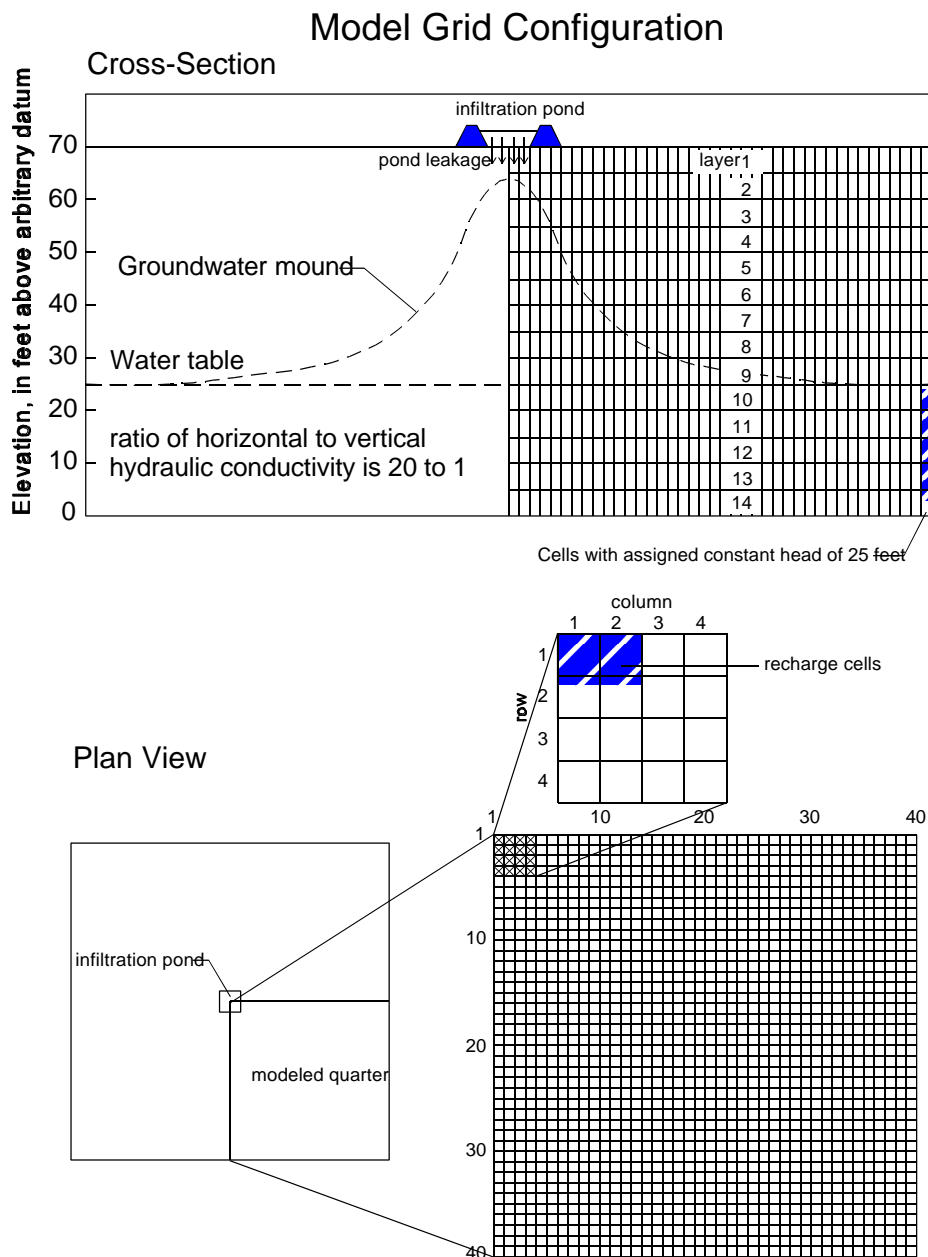 Model Grid Configuration
Cross-Section
Elevation, in feet above arbitrary datum
70
60
50
40
30
20
10
0
infiltration pond
pond leakage
layer 1
2
3
4
5
6
7
8
9
10
11
12
13
14
Groundwater mound
Water table
ratio of horizontal to vertical
hydraulic conductivity is 20 to 1
Cells with assigned constant head of 25 feet
column
1 2 3 4
row
1
2
3
4
recharge cells
Plan View
infiltration pond
modeled quarter
1 10 20 30 40
1
10
20
30
40